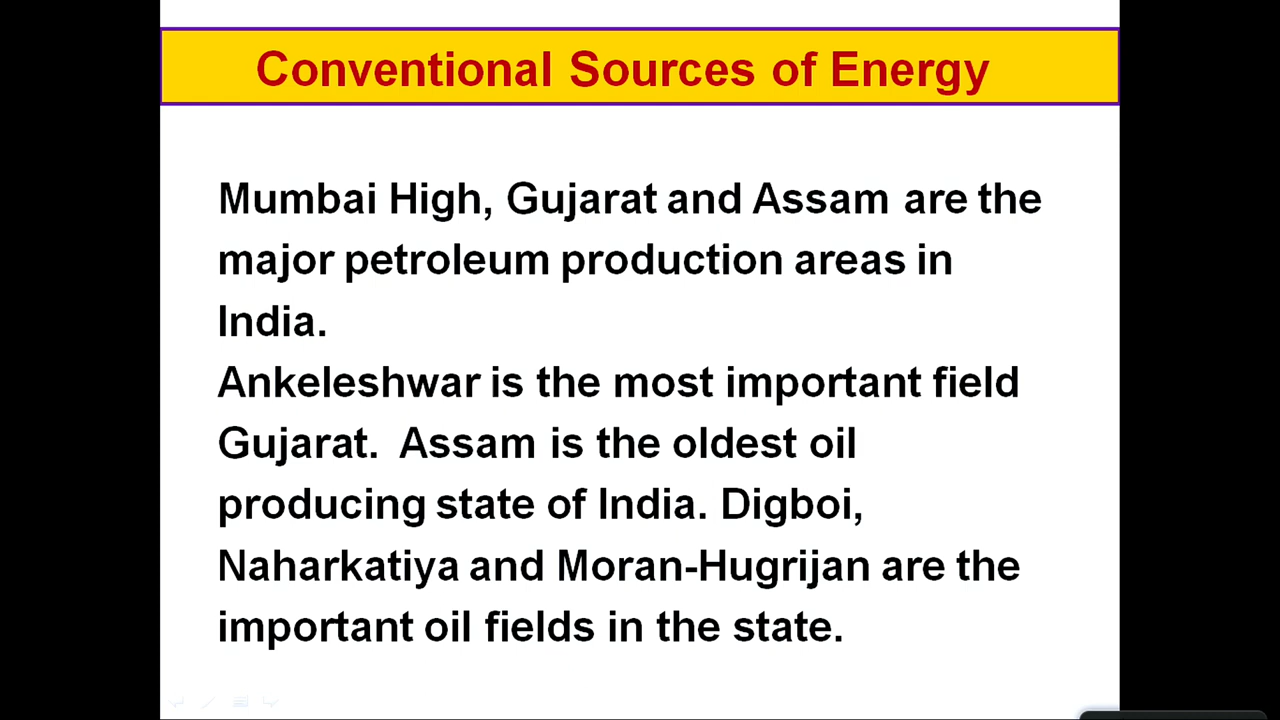 Conventional Sources of Energy
Mumbai High, Gujarat and Assam are the
major petroleum production areas in
India.
Ankeleshwar is the most important field
Gujarat. Assam is the oldest oil
producing state of India. Digboi,
Naharkatiya and Moran-Hugrijan are the
important oil fields in the state.